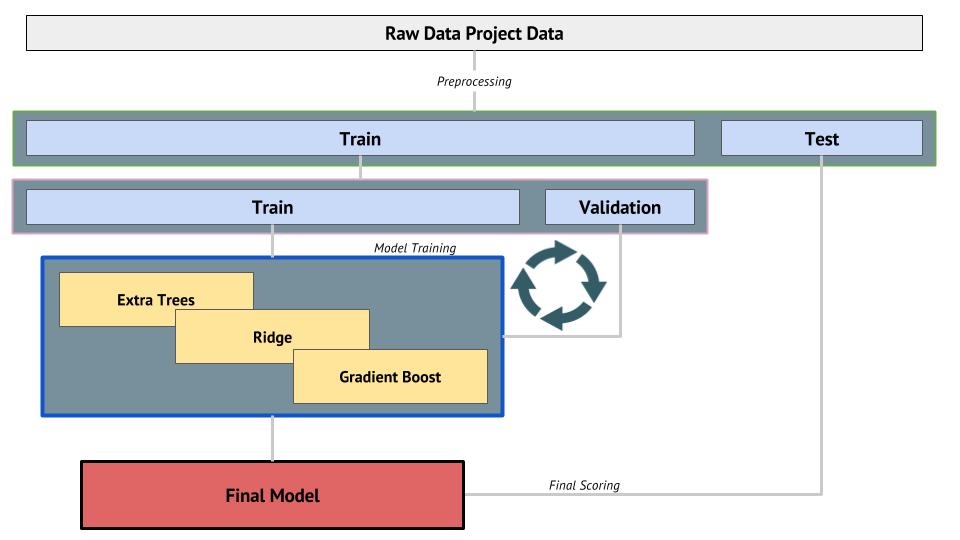 Raw Data Project Data
Preprocessing
Train
Test
Train
Validation
Model Training
Extra Trees
Ridge
Gradient Boost
Final Model
Final Scoring